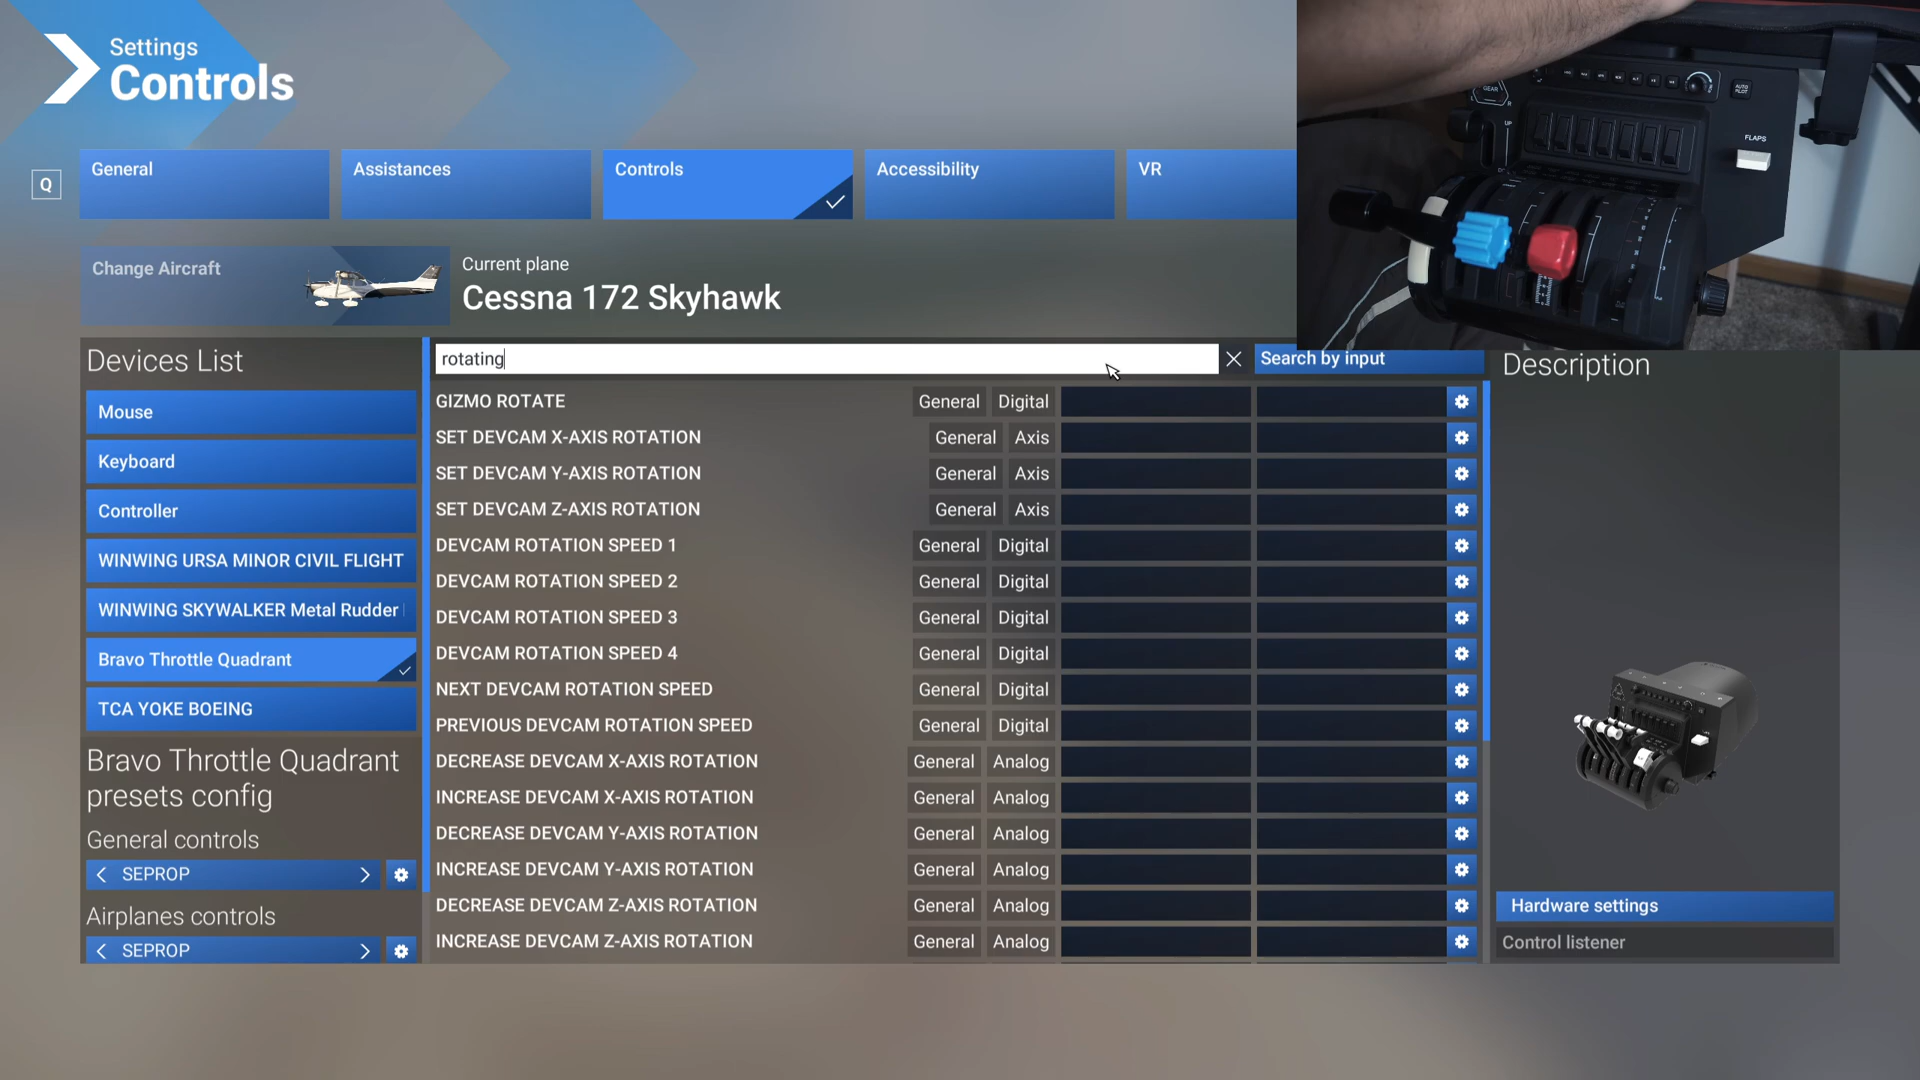 Settings
Controls
Q
General
Assistances
Controls
Accessibility
VR
Change Aircraft
Current plane
Cessna 172 Skyhawk
Devices List
Mouse
Keyboard
Controller
WINWING URSA MINOR CIVIL FLIGHT
WINWING SKYWALKER Metal Rudder
Bravo Throttle Quadrant
TCA YOKE BOEING
Bravo Throttle Quadrant
presets config
General controls
SEPROP
Airplanes controls
SEPROP
rotating
Search by input
GIZMO ROTATE General Digital
SET DEVCAM X-AXIS ROTATION General Axis
SET DEVCAM Y-AXIS ROTATION General Axis
SET DEVCAM Z-AXIS ROTATION General Axis
DEVCAM ROTATION SPEED 1 General Digital
DEVCAM ROTATION SPEED 2 General Digital
DEVCAM ROTATION SPEED 3 General Digital
DEVCAM ROTATION SPEED 4 General Digital
NEXT DEVCAM ROTATION SPEED General Digital
PREVIOUS DEVCAM ROTATION SPEED General Digital
DECREASE DEVCAM X-AXIS ROTATION General Analog
INCREASE DEVCAM X-AXIS ROTATION General Analog
DECREASE DEVCAM Y-AXIS ROTATION General Analog
INCREASE DEVCAM Y-AXIS ROTATION General Analog
DECREASE DEVCAM Z-AXIS ROTATION General Analog
INCREASE DEVCAM Z-AXIS ROTATION General Analog
Description
Hardware settings
Control listener
GEAR
UP
FLAPS